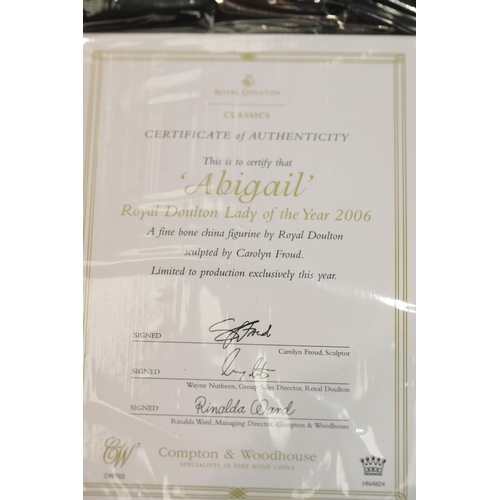 ROYAL DOULTON
CLASSICS
CERTIFICATE of AUTHENTICITY
This is to certify that
'Abigail'
Royal Doulton Lady of the Year 2006
A fine bone china figurine by Royal Doulton
sculpted by Carolyn Froud.
Limited to production exclusively this year.
SIGNED Froud
Carolyn Froud, Sculptor
SIGNED
Wayne Nutbeen, Group Sales Director, Royal Doulton
SIGNED Rinalda Ward
Rinalda Ward, Managing Director, Compton & Woodhouse
CW Compton & Woodhouse
SPECIALISTS IN FINE BONE CHINA
HN4824